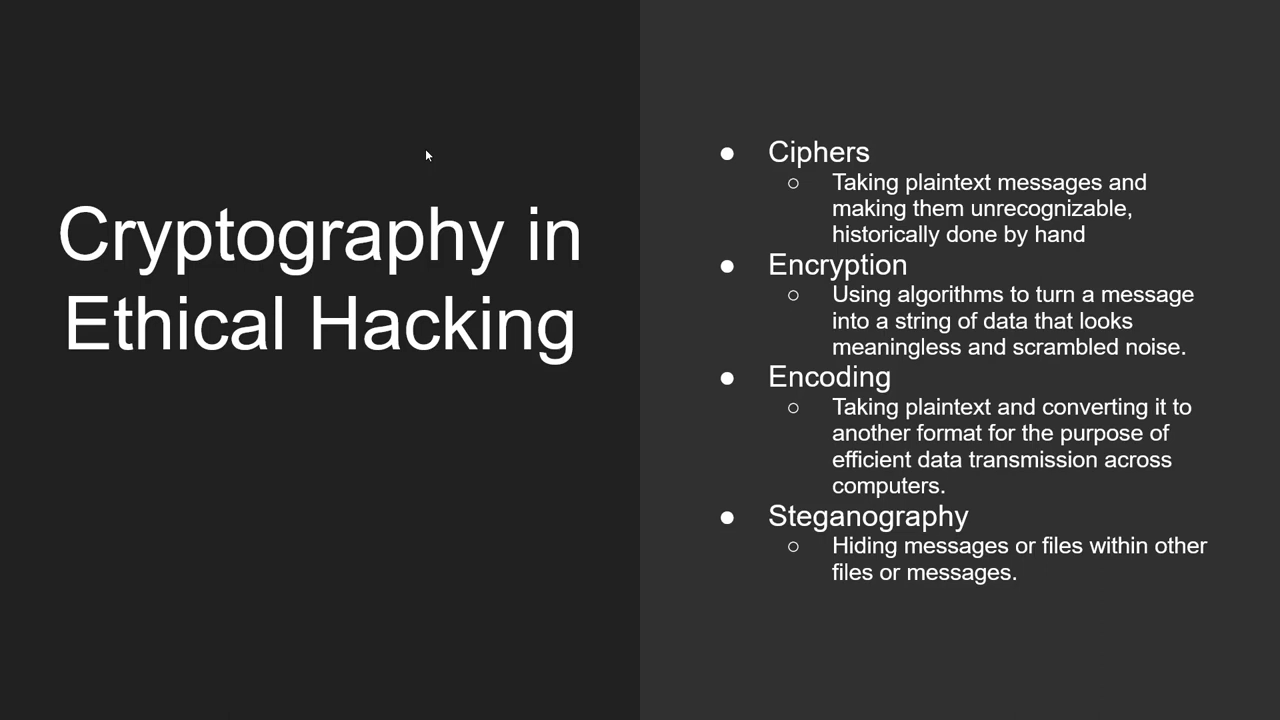 Cryptography in
Ethical Hacking
● Ciphers
○ Taking plaintext messages and
making them unrecognizable,
historically done by hand
● Encryption
○ Using algorithms to turn a message
into a string of data that looks
meaningless and scrambled noise.
● Encoding
○ Taking plaintext and converting it to
another format for the purpose of
efficient data transmission across
computers.
● Steganography
○ Hiding messages or files within other
files or messages.